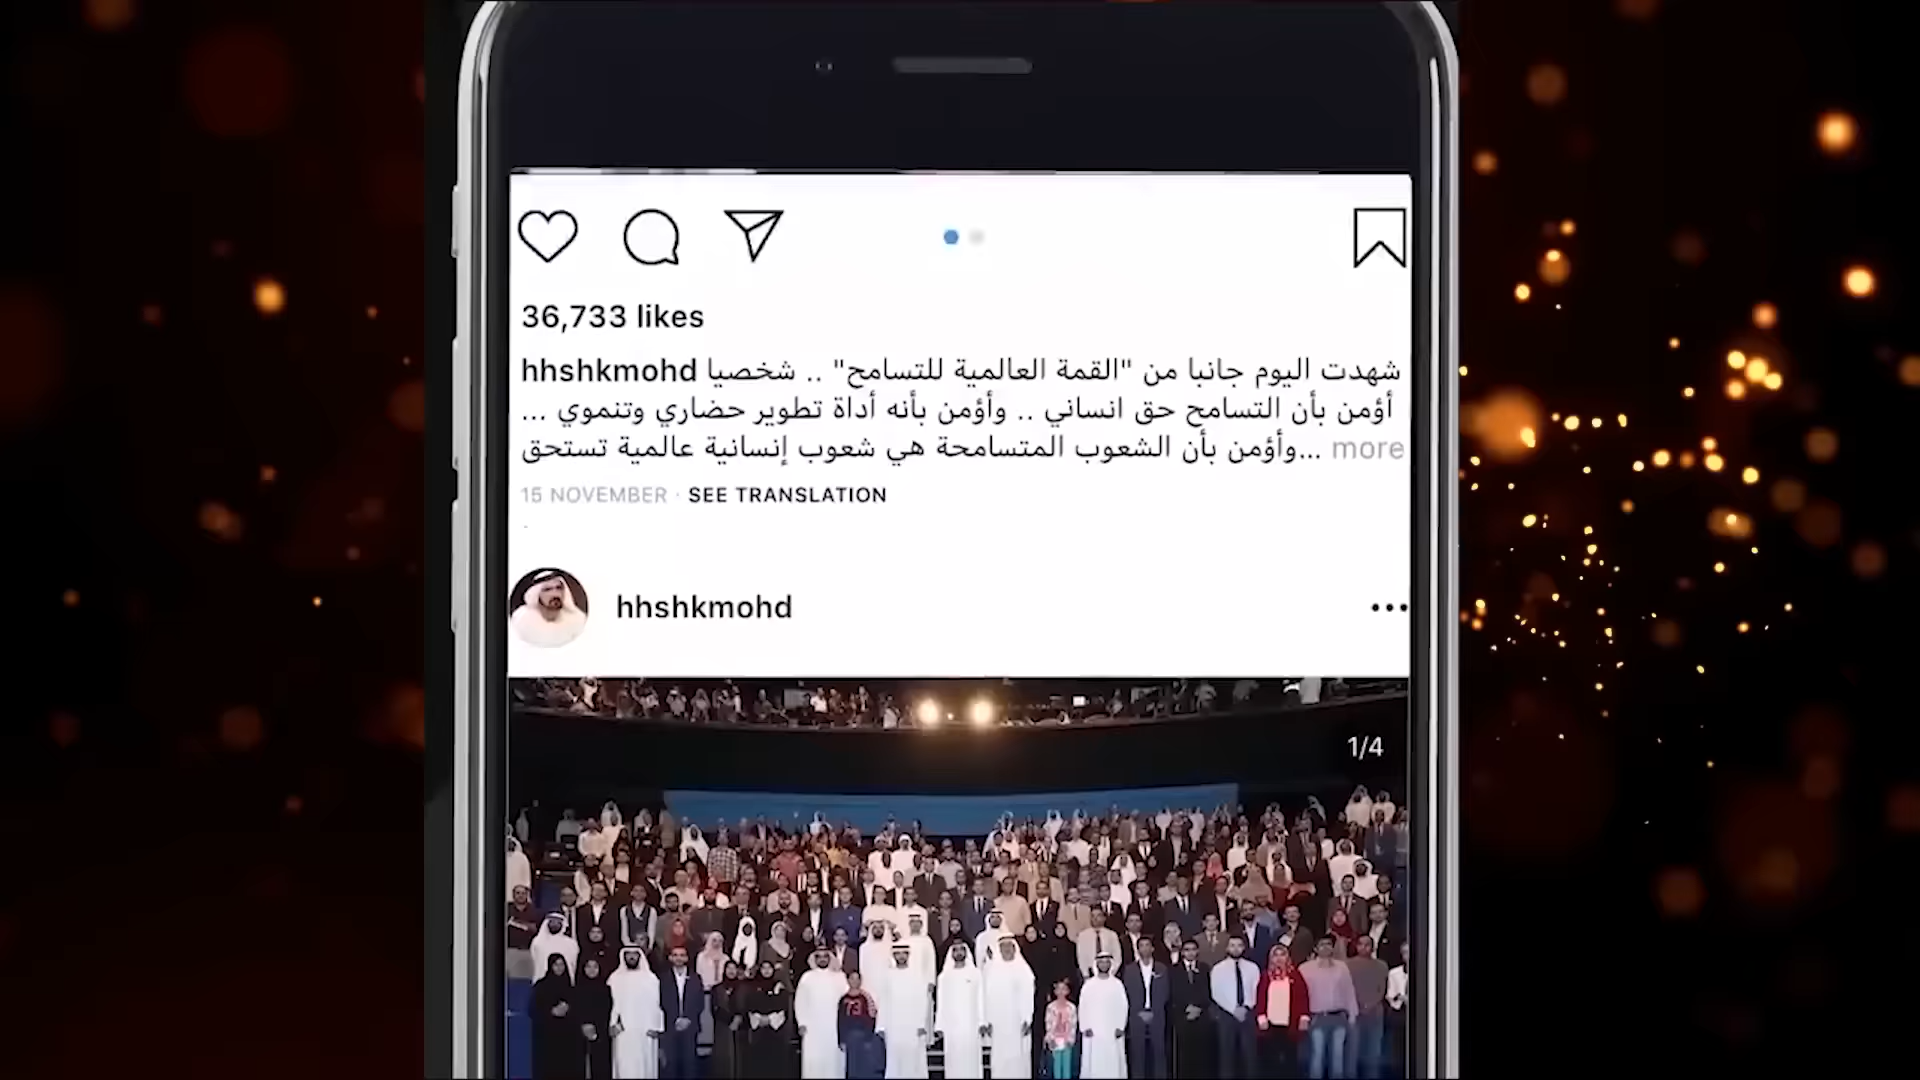 36,733 likes
hhshkmohd شهدت اليوم جانبا من "القمة العالمية للتسامح" .. شخصيا
أؤمن بأن التسامح حق انساني .. وأؤمن بأنه أداة تطوير حضاري وتنموي ...
وأؤمن بأن الشعوب المتسامحة هي شعوب إنسانية عالمية تستحق... more
15 NOVEMBER · SEE TRANSLATION
hhshkmohd
1/4